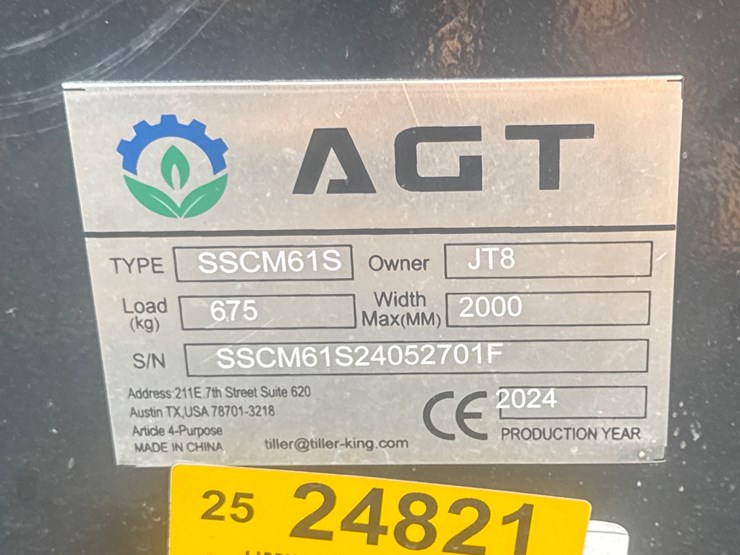 AGT
TYPE SSCM61S Owner JT8
Load (kg) 675 Width Max(MM) 2000
S/N SSCM61S24052701F
Address:211E.7th Street Suite 620
Austin TX,USA 78701-3218
Article 4-Purpose
MADE IN CHINA
tiller@tiller-king.com
CE 2024
PRODUCTION YEAR
25 24821